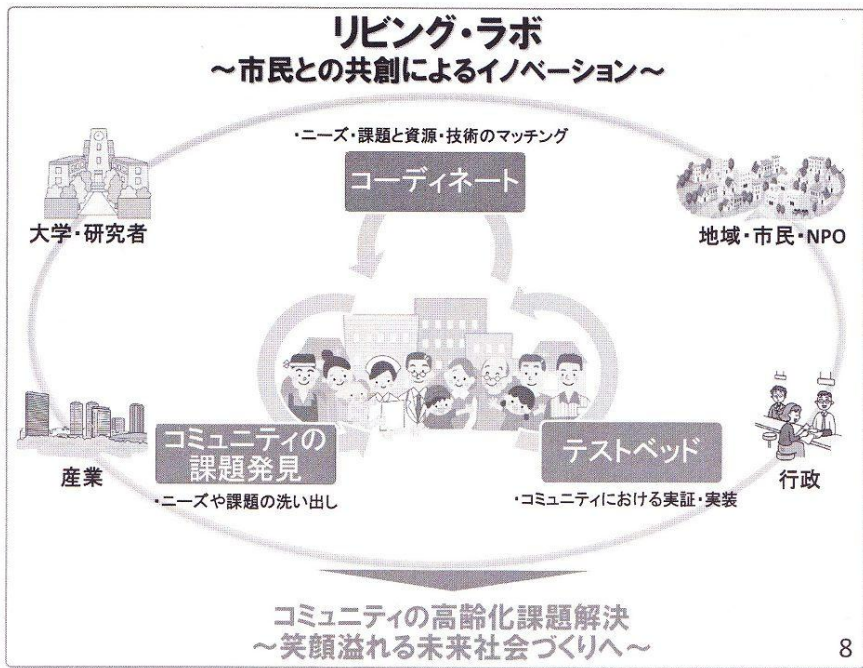 リビング・ラボ
～市民との共創によるイノベーション～
・ニーズ・課題と資源・技術のマッチング
コーディネート
大学・研究者
地域・市民・NPO
コミュニティの
課題発見
・ニーズや課題の洗い出し
テストベッド
・コミュニティにおける実証・実装
産業
行政
コミュニティの高齢化課題解決
～笑顔溢れる未来社会づくりへ～
8